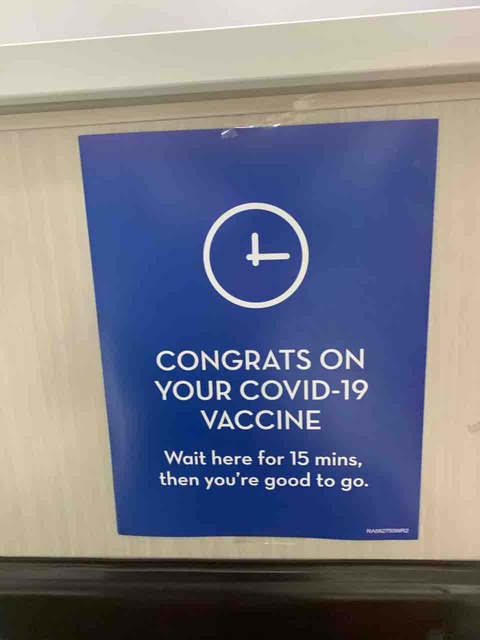 CONGRATS ON
YOUR COVID-19
VACCINE
Wait here for 15 mins,
then you're good to go.